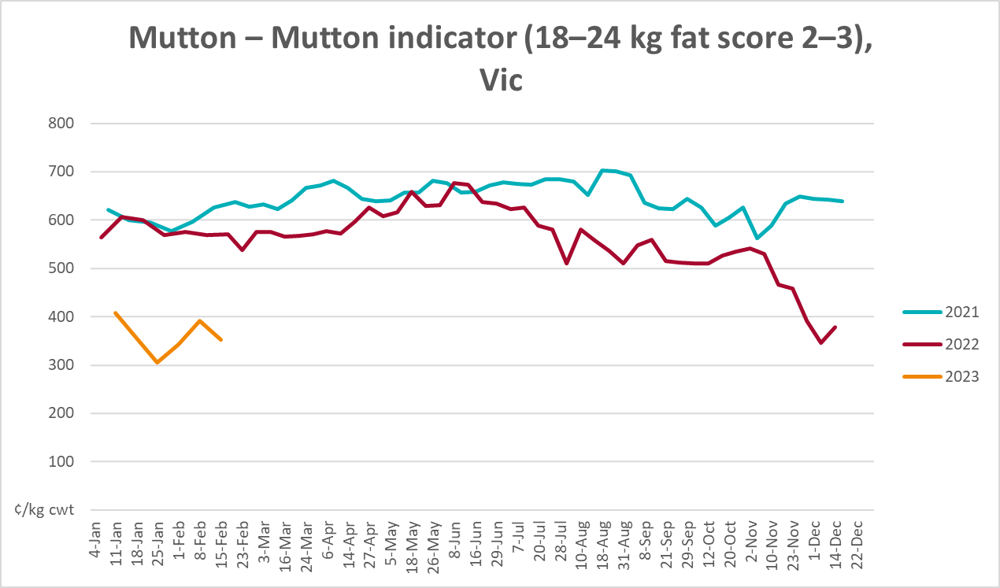 Mutton – Mutton indicator (18–24 kg fat score 2–3),
Vic
800
700
600
500
400
300
200
100
¢/kg cwt
4-Jan
11-Jan
18-Jan
25-Jan
1-Feb
8-Feb
15-Feb
23-Feb
3-Mar
16-Mar
24-Mar
6-Apr
14-Apr
27-Apr
5-May
18-May
26-May
8-Jun
16-Jun
29-Jun
7-Jul
20-Jul
28-Jul
10-Aug
18-Aug
31-Aug
8-Sep
21-Sep
29-Sep
12-Oct
20-Oct
2-Nov
10-Nov
23-Nov
1-Dec
14-Dec
22-Dec
2021
2022
2023